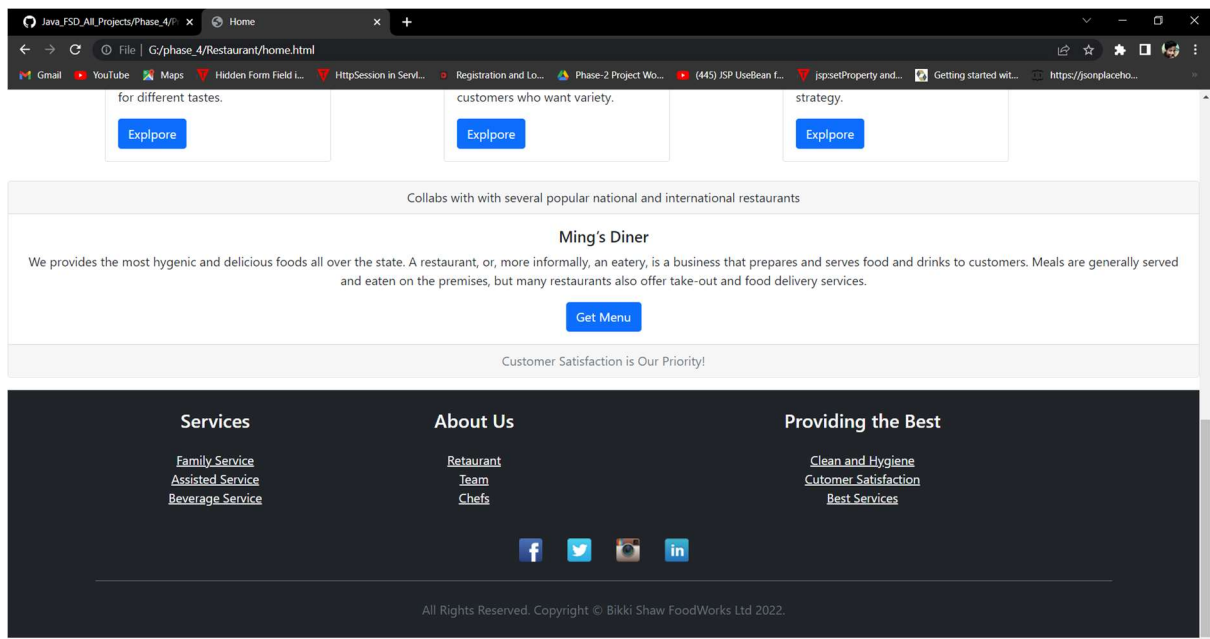 Java_FSD_All_Projects/Phase_4/P
Home
File | G:/phase_4/Restaurant/home.html
Gmail YouTube Maps Hidden Form Field i... HttpSession in Servl... Registration and Lo... Phase-2 Project Wo... (445) JSP UseBean f... jsp:setProperty and... Getting started wit... https://jsonplaceho...
for different tastes. customers who want variety. strategy.
Explpore Explpore Explpore
Collabs with with several popular national and international restaurants
Ming's Diner
We provides the most hygenic and delicious foods all over the state. A restaurant, or, more informally, an eatery, is a business that prepares and serves food and drinks to customers. Meals are generally served
and eaten on the premises, but many restaurants also offer take-out and food delivery services.
Get Menu
Customer Satisfaction is Our Priority!
Services About Us Providing the Best
Family Service Retaurant Clean and Hygiene
Assisted Service Team Cutomer Satisfaction
Beverage Service Chefs Best Services
f in
All Rights Reserved. Copyright © Bikki Shaw FoodWorks Ltd 2022.